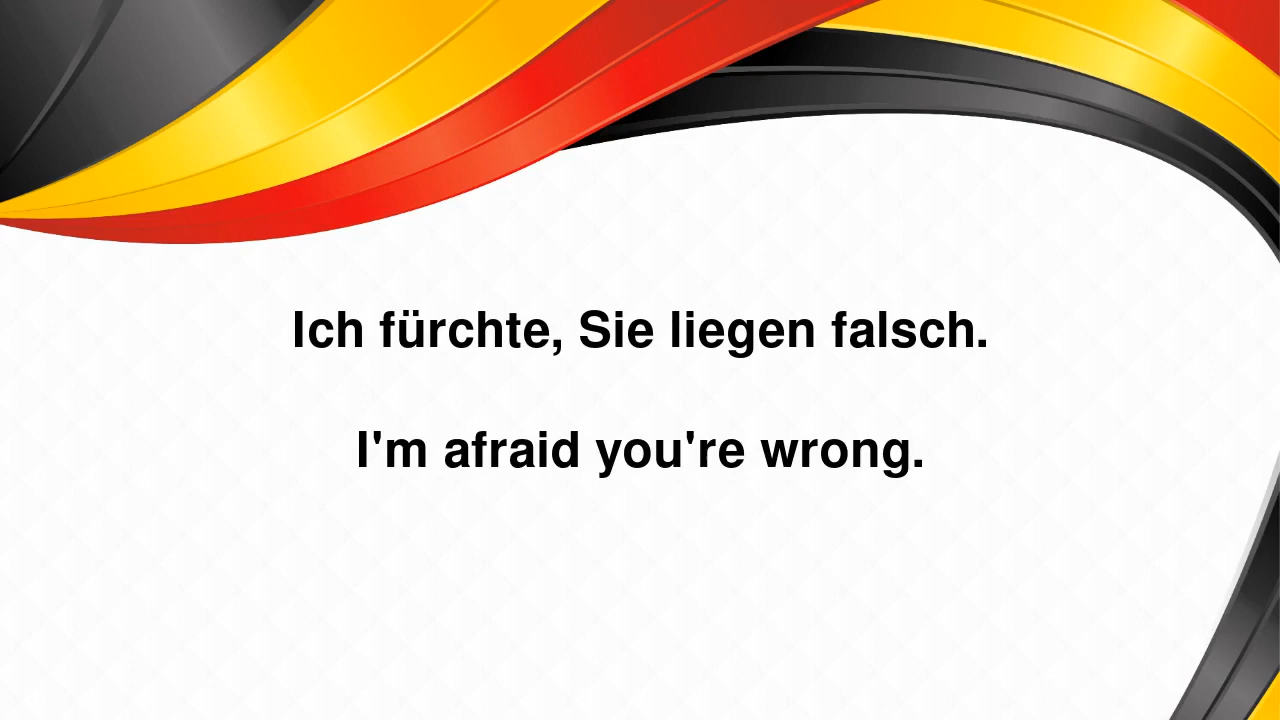 Ich fürchte, Sie liegen falsch.
I'm afraid you're wrong.